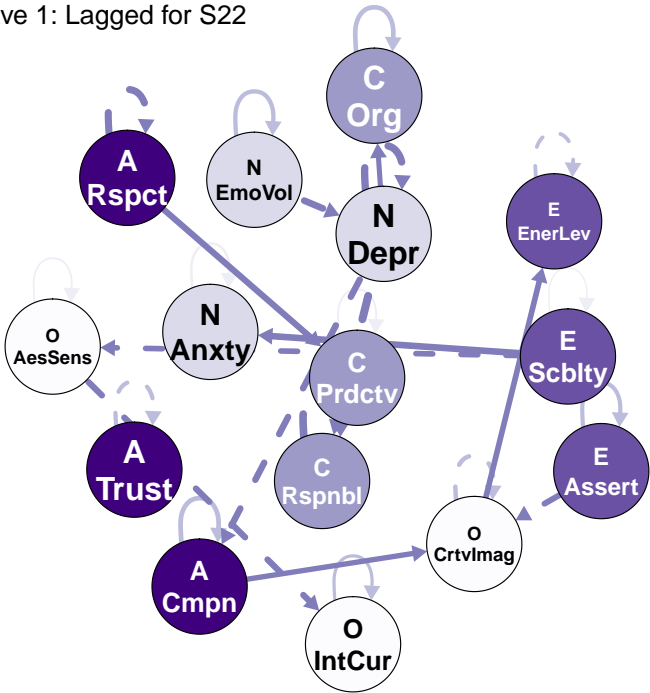 ve 1: Lagged for S22
C
Org
A
Rspct
N
EmoVol
N
Depr
E
EnerLev
O
AesSens
N
Anxty
C
Prdctv
E
Scblty
A
Trust
C
Rspnbl
E
Assert
O
CrtvImag
A
Cmpn
O
IntCur